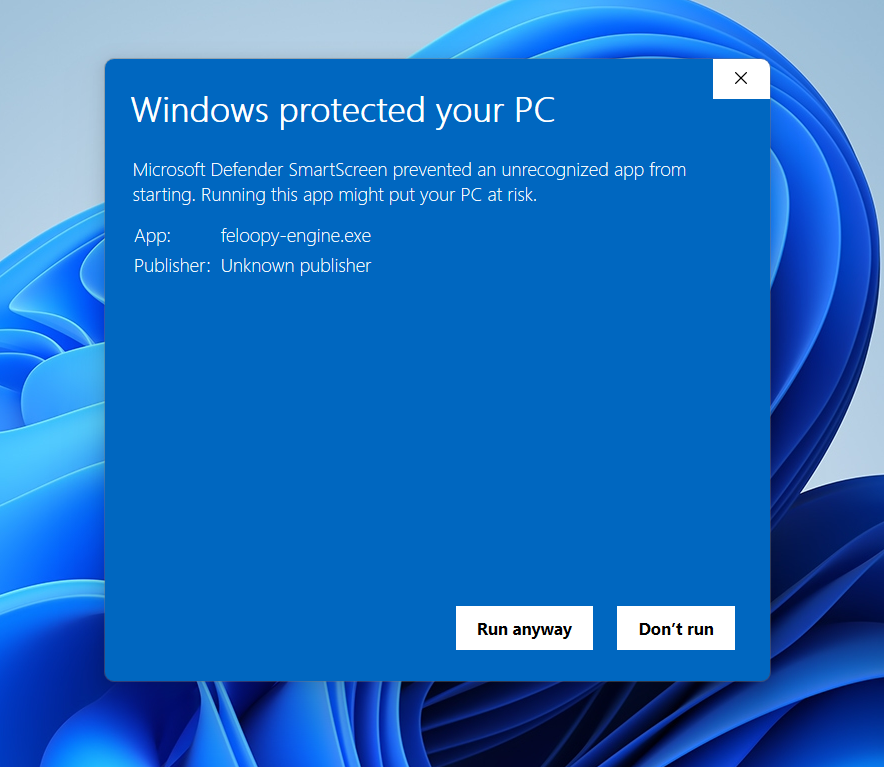 Windows protected your PC
Microsoft Defender SmartScreen prevented an unrecognized app from
starting. Running this app might put your PC at risk.
App: feloopy-engine.exe
Publisher: Unknown publisher
Run anyway Don’t run